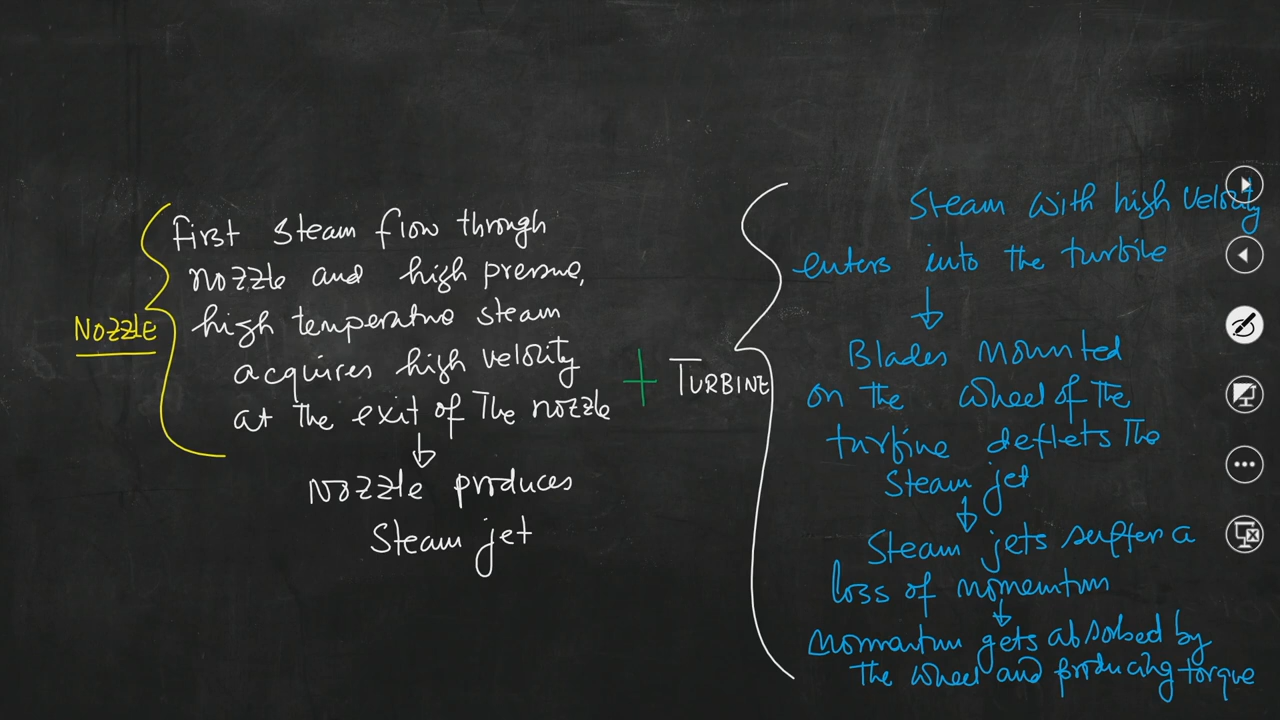 NOZZLE
first steam flow through
nozzle and high pressure,
high temperature steam
acquires high velocity
at the exit of The nozzle
↓
Nozzle produces
Steam jet
+
TURBINE
Steam with high velocity
enters into the turbine
↓
Blades mounted
on the wheel of the
turbine deflets The
Steam jet
↓
Steam jets suffer a
loss of momentum
↓
momentum gets absorbed by
The wheel and producing torque